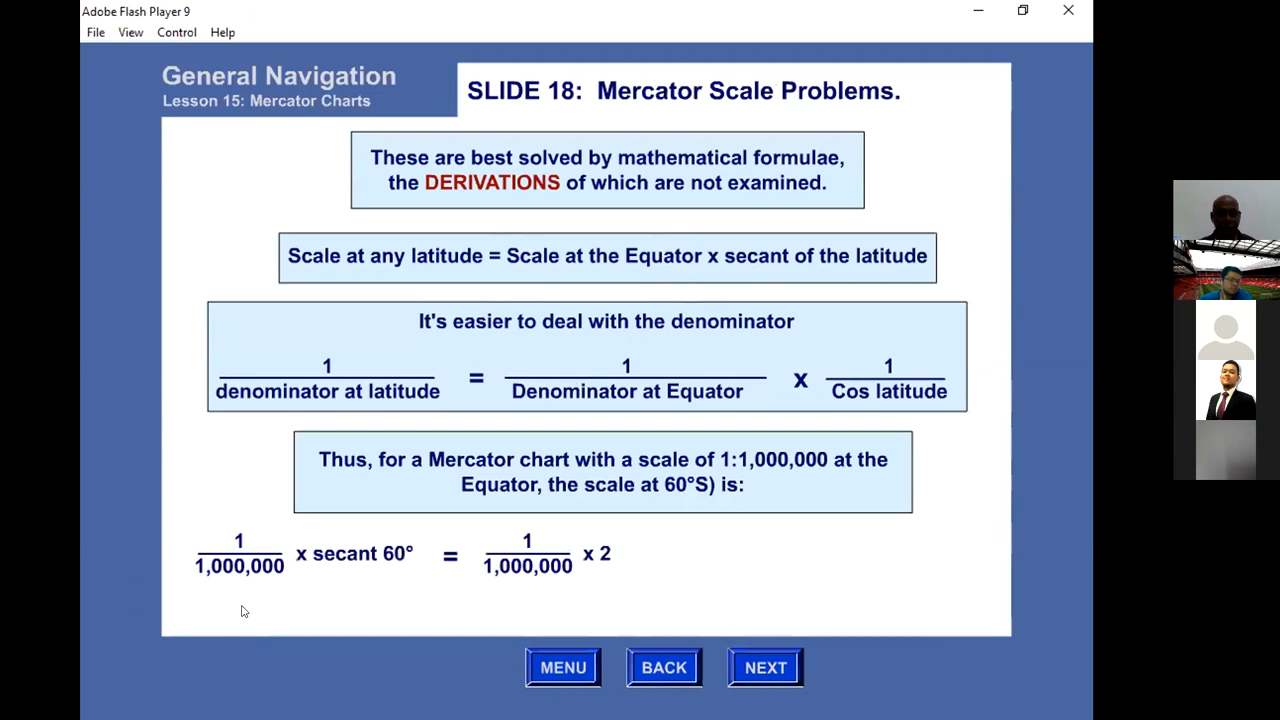 Adobe Flash Player 9
File View Control Help
General Navigation
Lesson 15: Mercator Charts
SLIDE 18: Mercator Scale Problems.
These are best solved by mathematical formulae,
the DERIVATIONS of which are not examined.
Scale at any latitude = Scale at the Equator x secant of the latitude
It's easier to deal with the denominator
1 / denominator at latitude = 1 / Denominator at Equator x 1 / Cos latitude
Thus, for a Mercator chart with a scale of 1:1,000,000 at the
Equator, the scale at 60°S) is:
1 / 1,000,000 x secant 60° = 1 / 1,000,000 x 2
MENU BACK NEXT